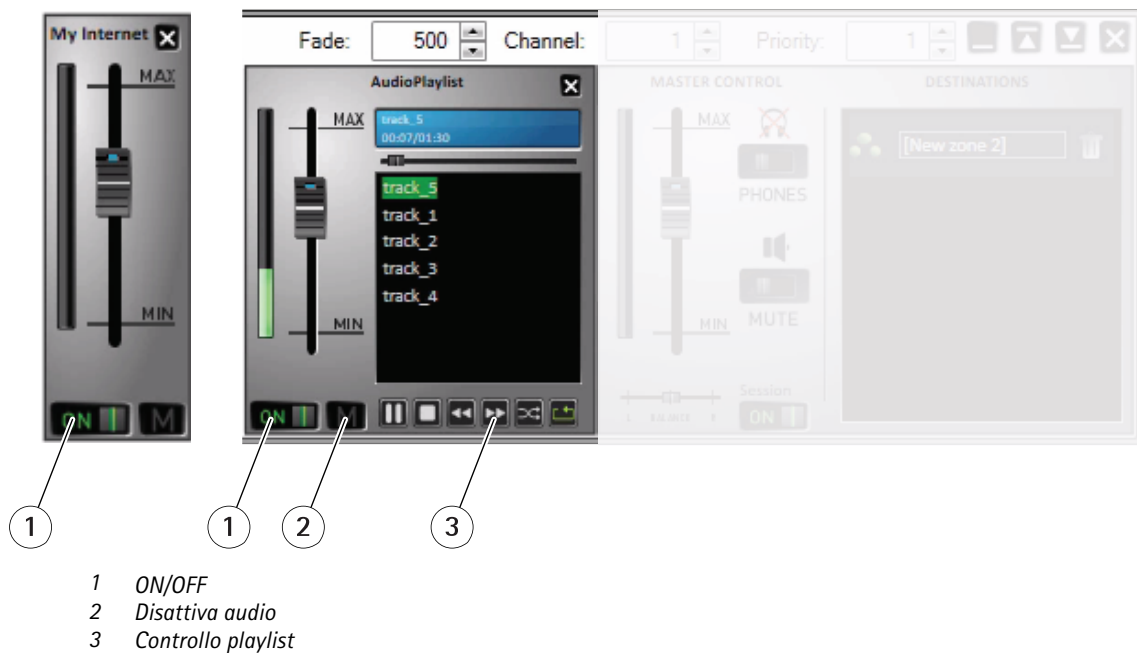 My Internet
MAX
MIN
ON M
Fade: 500 Channel: 1 Priority: 1
AudioPlaylist
MAX
MIN
track_5
00:07/01:30
track_5
track_1
track_2
track_3
track_4
ON M
MASTER CONTROL
MAX
MIN
PHONES
MUTE
L BALANCE R
Session
ON
DESTINATIONS
[New zone 2]
1
1
2
3
1 ON/OFF
2 Disattiva audio
3 Controllo playlist